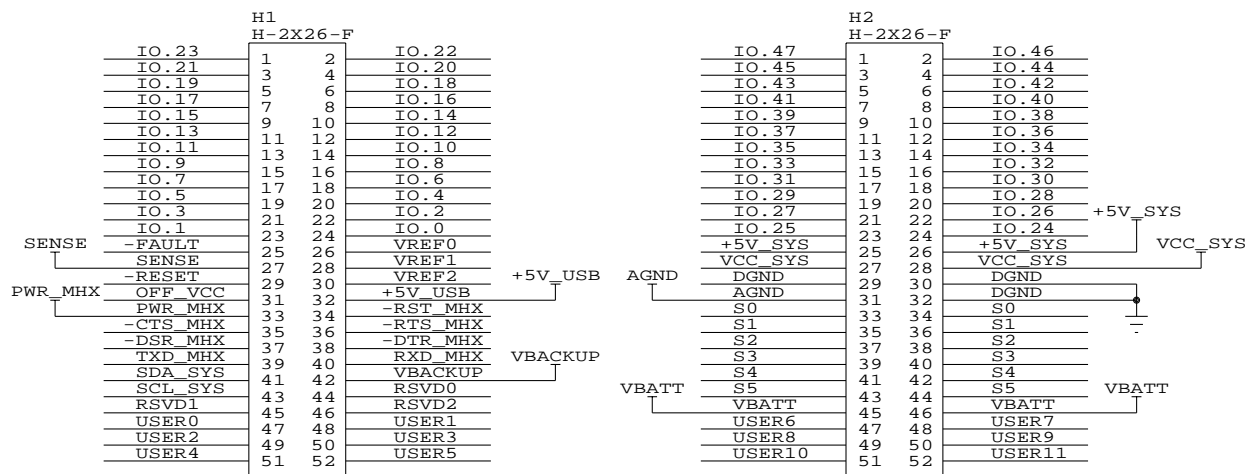 H1 H2
H-2X26-F H-2X26-F
IO.23 1 2 IO.22 IO.47 1 2 IO.46
IO.21 3 4 IO.20 IO.45 3 4 IO.44
IO.19 5 6 IO.18 IO.43 5 6 IO.42
IO.17 7 8 IO.16 IO.41 7 8 IO.40
IO.15 9 10 IO.14 IO.39 9 10 IO.38
IO.13 11 12 IO.12 IO.37 11 12 IO.36
IO.11 13 14 IO.10 IO.35 13 14 IO.34
IO.9 15 16 IO.8 IO.33 15 16 IO.32
IO.7 17 18 IO.6 IO.31 17 18 IO.30
IO.5 19 20 IO.4 IO.29 19 20 IO.28
IO.3 21 22 IO.2 IO.27 21 22 IO.26 +5V_SYS
IO.1 23 24 IO.0 IO.25 23 24 IO.24
SENSE -FAULT 25 26 VREF0 +5V_SYS 25 26 +5V_SYS VCC_SYS
SENSE 27 28 VREF1 VCC_SYS 27 28 VCC_SYS
-RESET 29 30 VREF2 +5V_USB AGND DGND 29 30 DGND
PWR_MHX OFF_VCC 31 32 +5V_USB AGND 31 32 DGND
PWR_MHX 33 34 -RST_MHX S0 33 34 S0
-CTS_MHX 35 36 -RTS_MHX S1 35 36 S1
-DSR_MHX 37 38 -DTR_MHX S2 37 38 S2
TXD_MHX 39 40 RXD_MHX VBACKUP S3 39 40 S3
SDA_SYS 41 42 VBACKUP S4 41 42 S4
SCL_SYS 43 44 RSVD0 VBATT S5 43 44 S5 VBATT
RSVD1 45 46 RSVD2 VBATT 45 46 VBATT
USER0 47 48 USER1 USER6 47 48 USER7
USER2 49 50 USER3 USER8 49 50 USER9
USER4 51 52 USER5 USER10 51 52 USER11